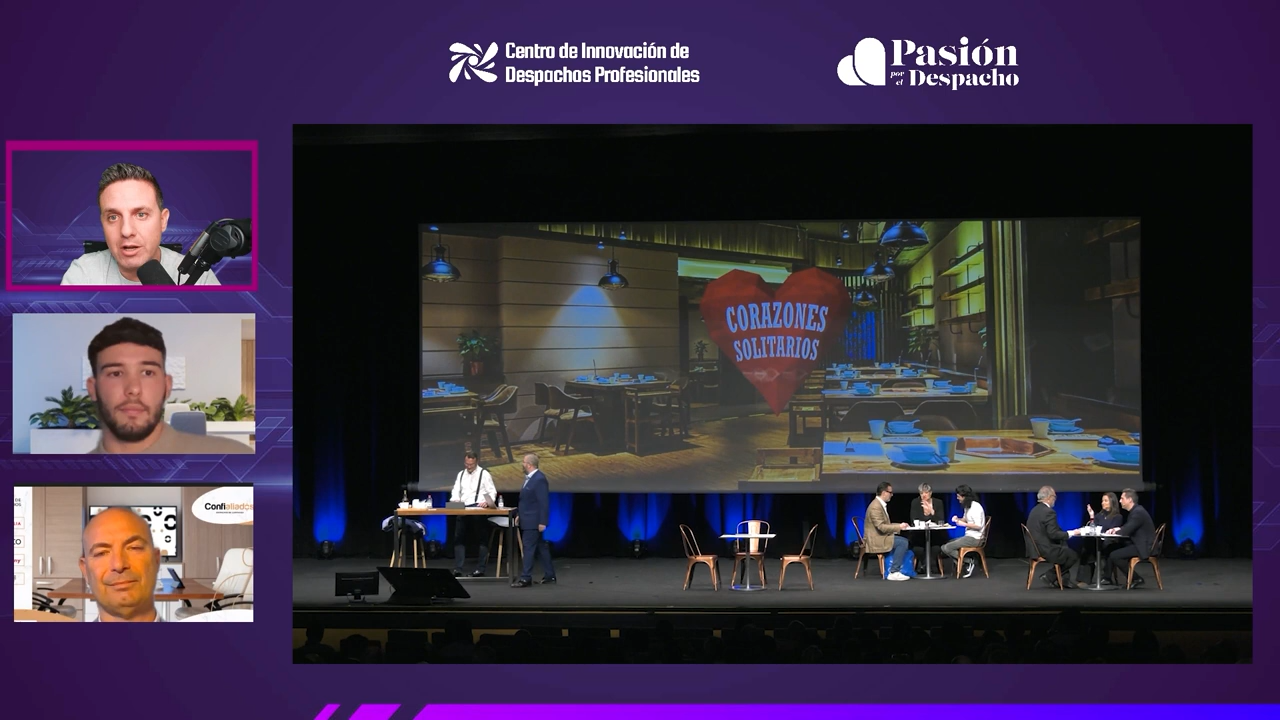 Centro de Innovación de
Despachos Profesionales
Pasión
por el Despacho
CORAZONES
SOLITARIOS
Confialiados